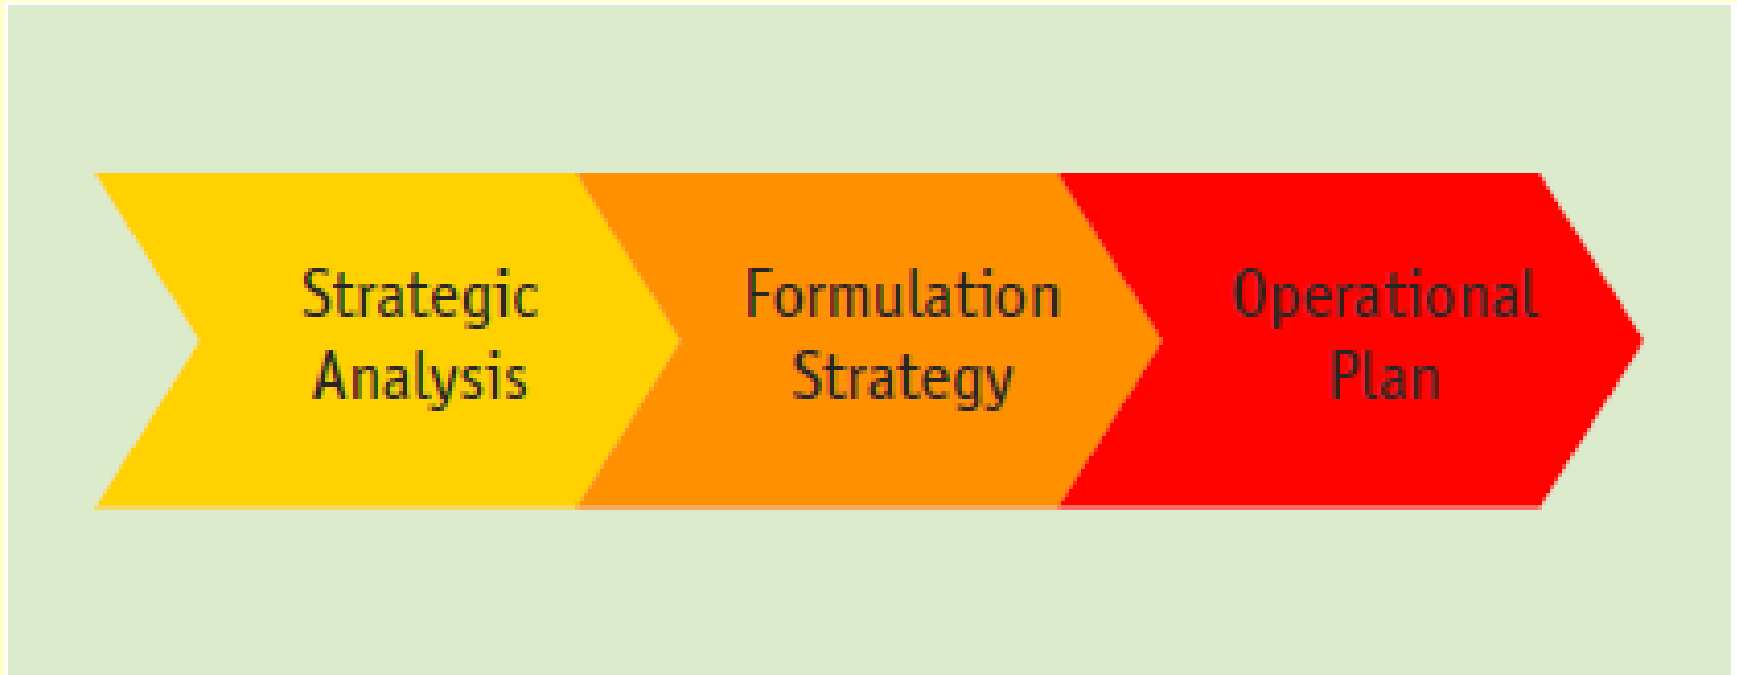 Strategic
Analysis
Formulation
Strategy
Operational
Plan